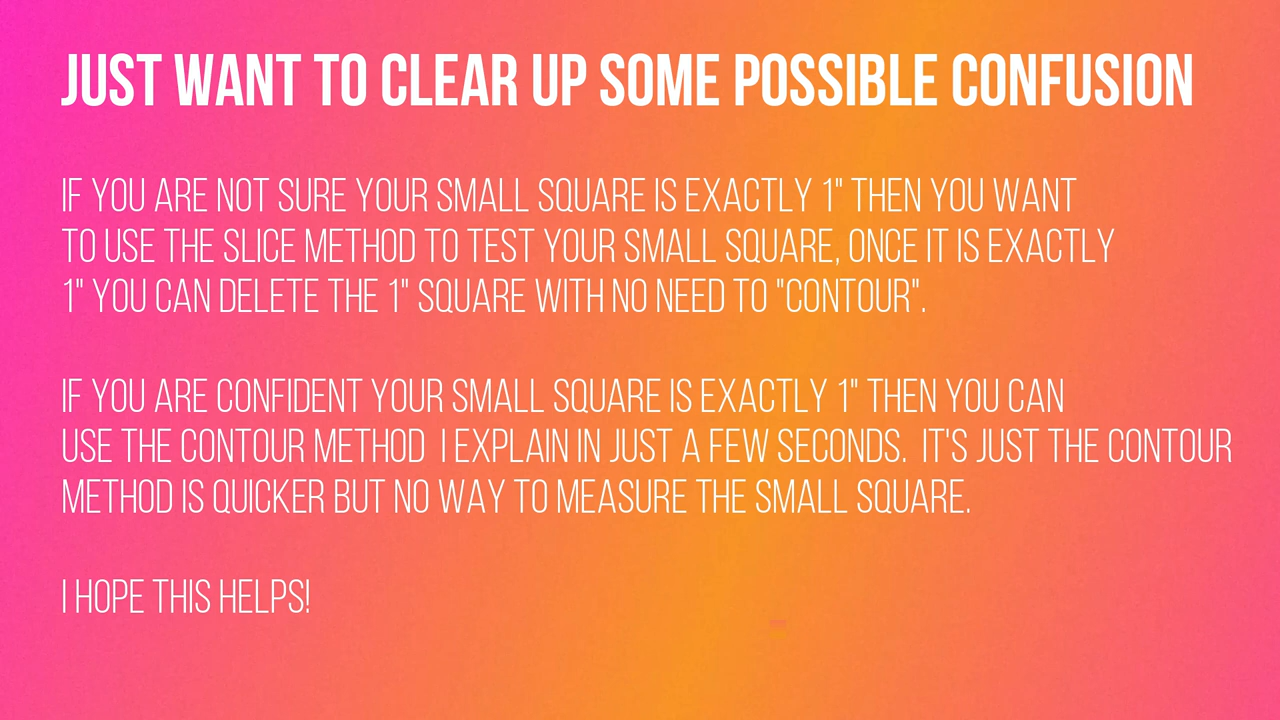 JUST WANT TO CLEAR UP SOME POSSIBLE CONFUSION
IF YOU ARE NOT SURE YOUR SMALL SQUARE IS EXACTLY 1" THEN YOU WANT
TO USE THE SLICE METHOD TO TEST YOUR SMALL SQUARE, ONCE IT IS EXACTLY
1" YOU CAN DELETE THE 1" SQUARE WITH NO NEED TO "CONTOUR".
IF YOU ARE CONFIDENT YOUR SMALL SQUARE IS EXACTLY 1" THEN YOU CAN
USE THE CONTOUR METHOD  I EXPLAIN IN JUST A FEW SECONDS.  IT'S JUST THE CONTOUR
METHOD IS QUICKER BUT NO WAY TO MEASURE THE SMALL SQUARE.
I HOPE THIS HELPS!